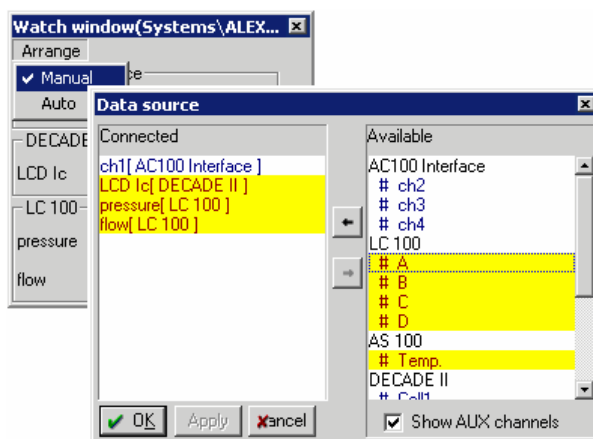 Watch window(Systems\ALEX...
Arrange
Manual
Auto
DECADE
LCD Ic
LC 100
pressure
flow
Data source
Connected
ch1[ AC100 Interface ]
LCD Ic[ DECADE II ]
pressure[ LC 100 ]
flow[ LC 100 ]
Available
AC100 Interface
# ch2
# ch3
# ch4
LC 100
# A
# B
# C
# D
AS 100
# Temp.
DECADE II
# Cell1
OK
Apply
Xancel
Show AUX channels